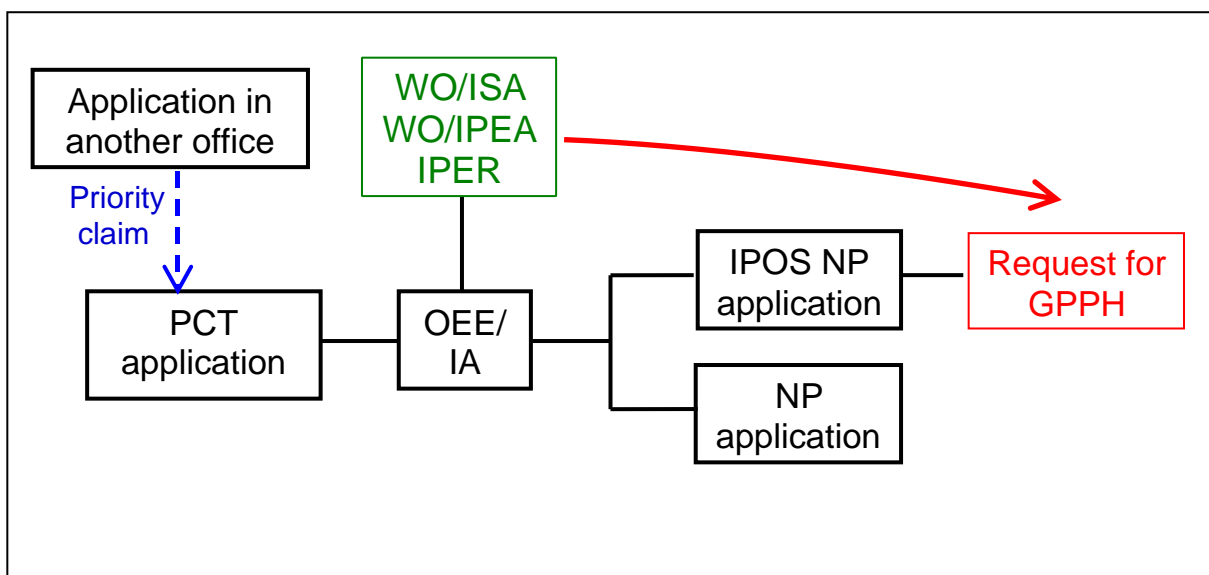 Application in
another office
Priority
claim
PCT
application
WO/ISA
WO/IPEA
IPER
OEE/
IA
IPOS NP
application
NP
application
Request for
GPPH